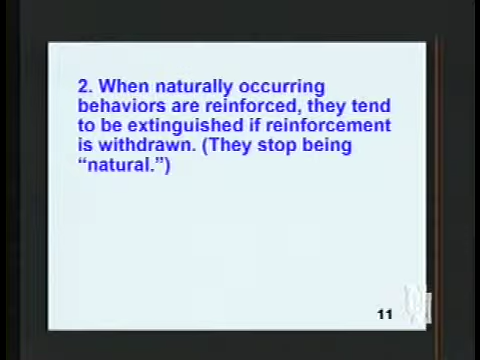 2. When naturally occurring
behaviors are reinforced, they tend
to be extinguished if reinforcement
is withdrawn. (They stop being
“natural.”)
11